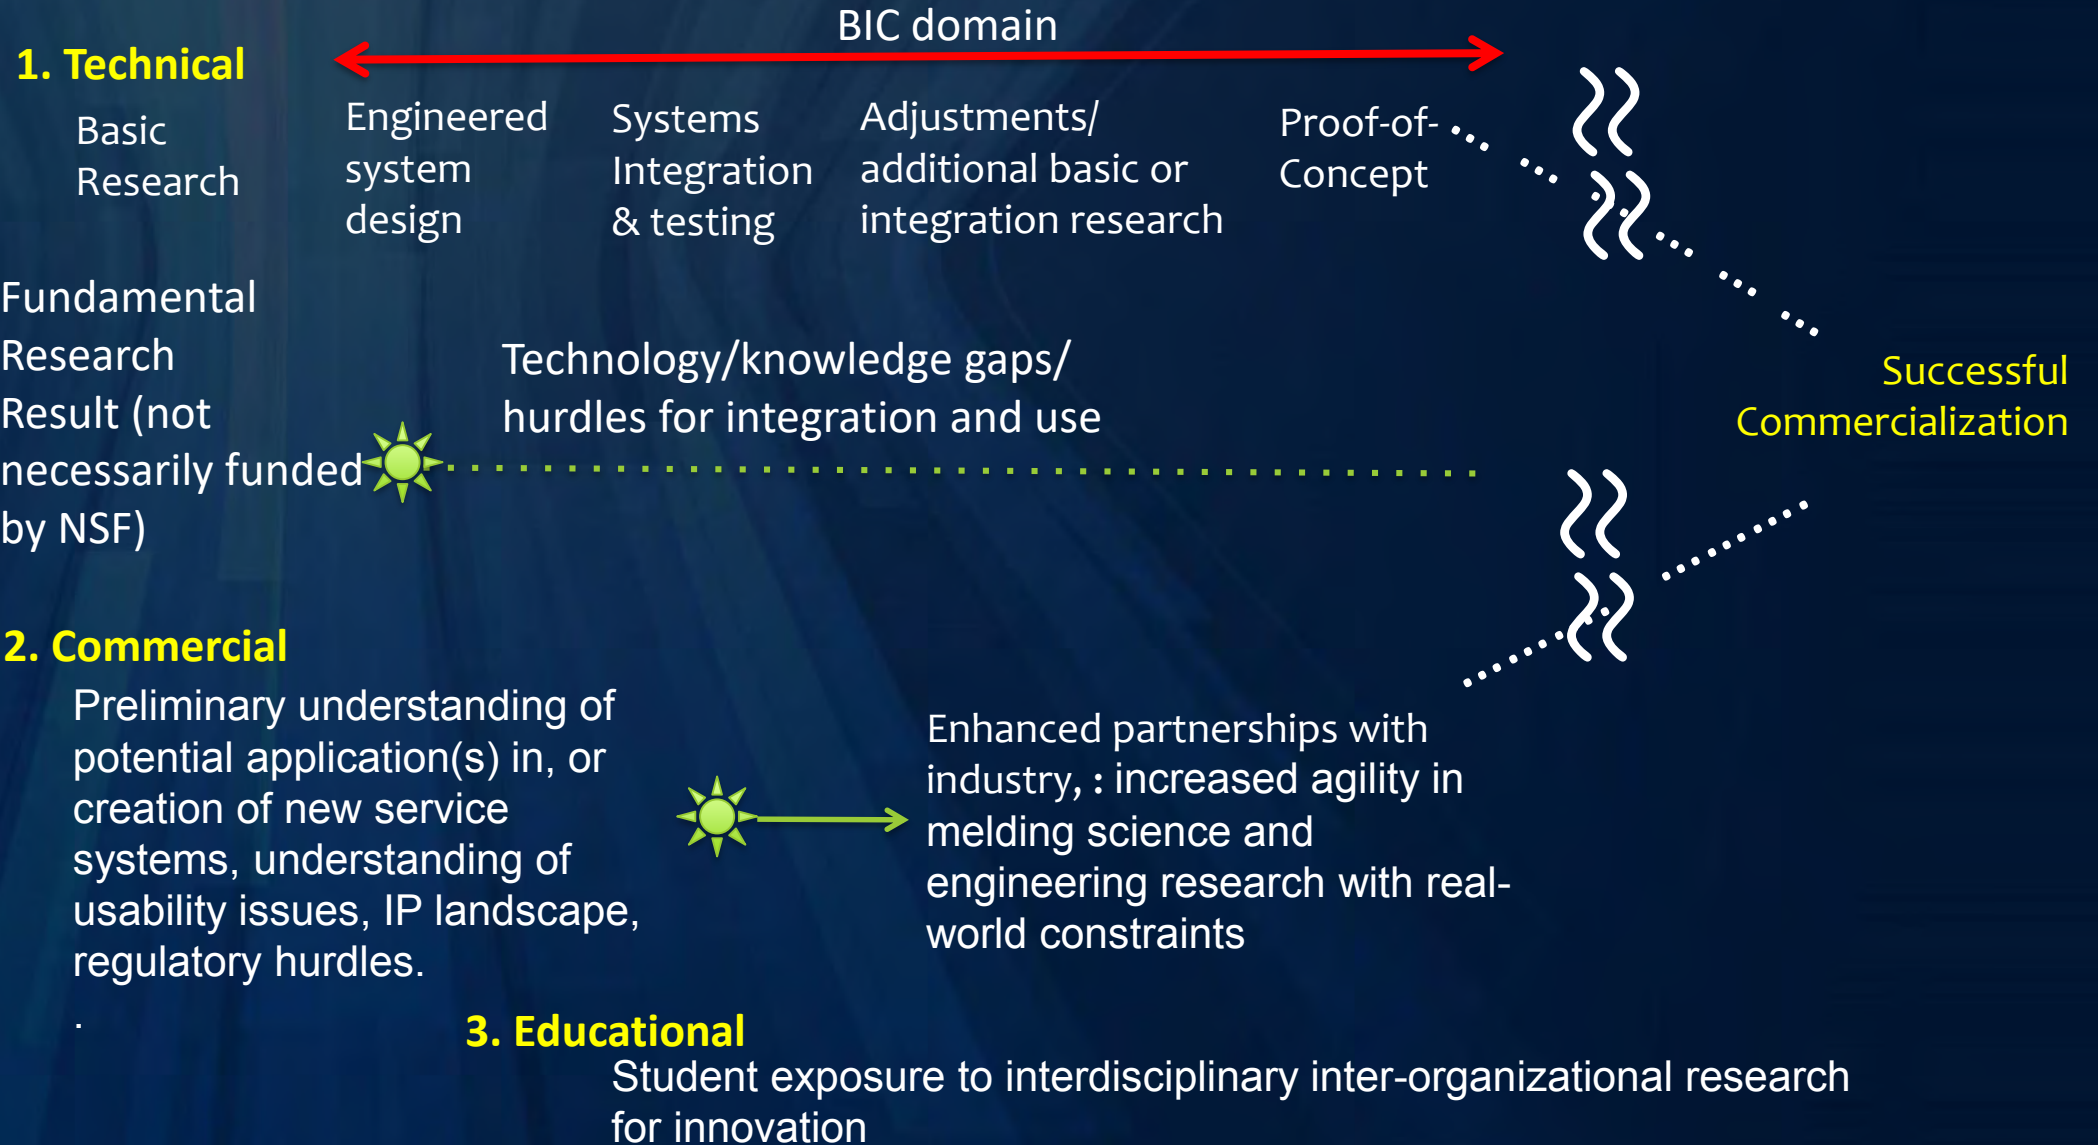 BIC domain
1. Technical
Basic
Research
Engineered
system
design
Systems
Integration
& testing
Adjustments/
additional basic or
integration research
Proof-of-
Concept
Fundamental
Research
Result (not
necessarily funded
by NSF)
Technology/knowledge gaps/
hurdles for integration and use
Successful
Commercialization
2. Commercial
Preliminary understanding of
potential application(s) in, or
creation of new service
systems, understanding of
usability issues, IP landscape,
regulatory hurdles.
.
Enhanced partnerships with
industry, : increased agility in
melding science and
engineering research with real-
world constraints
3. Educational
Student exposure to interdisciplinary inter-organizational research
for innovation